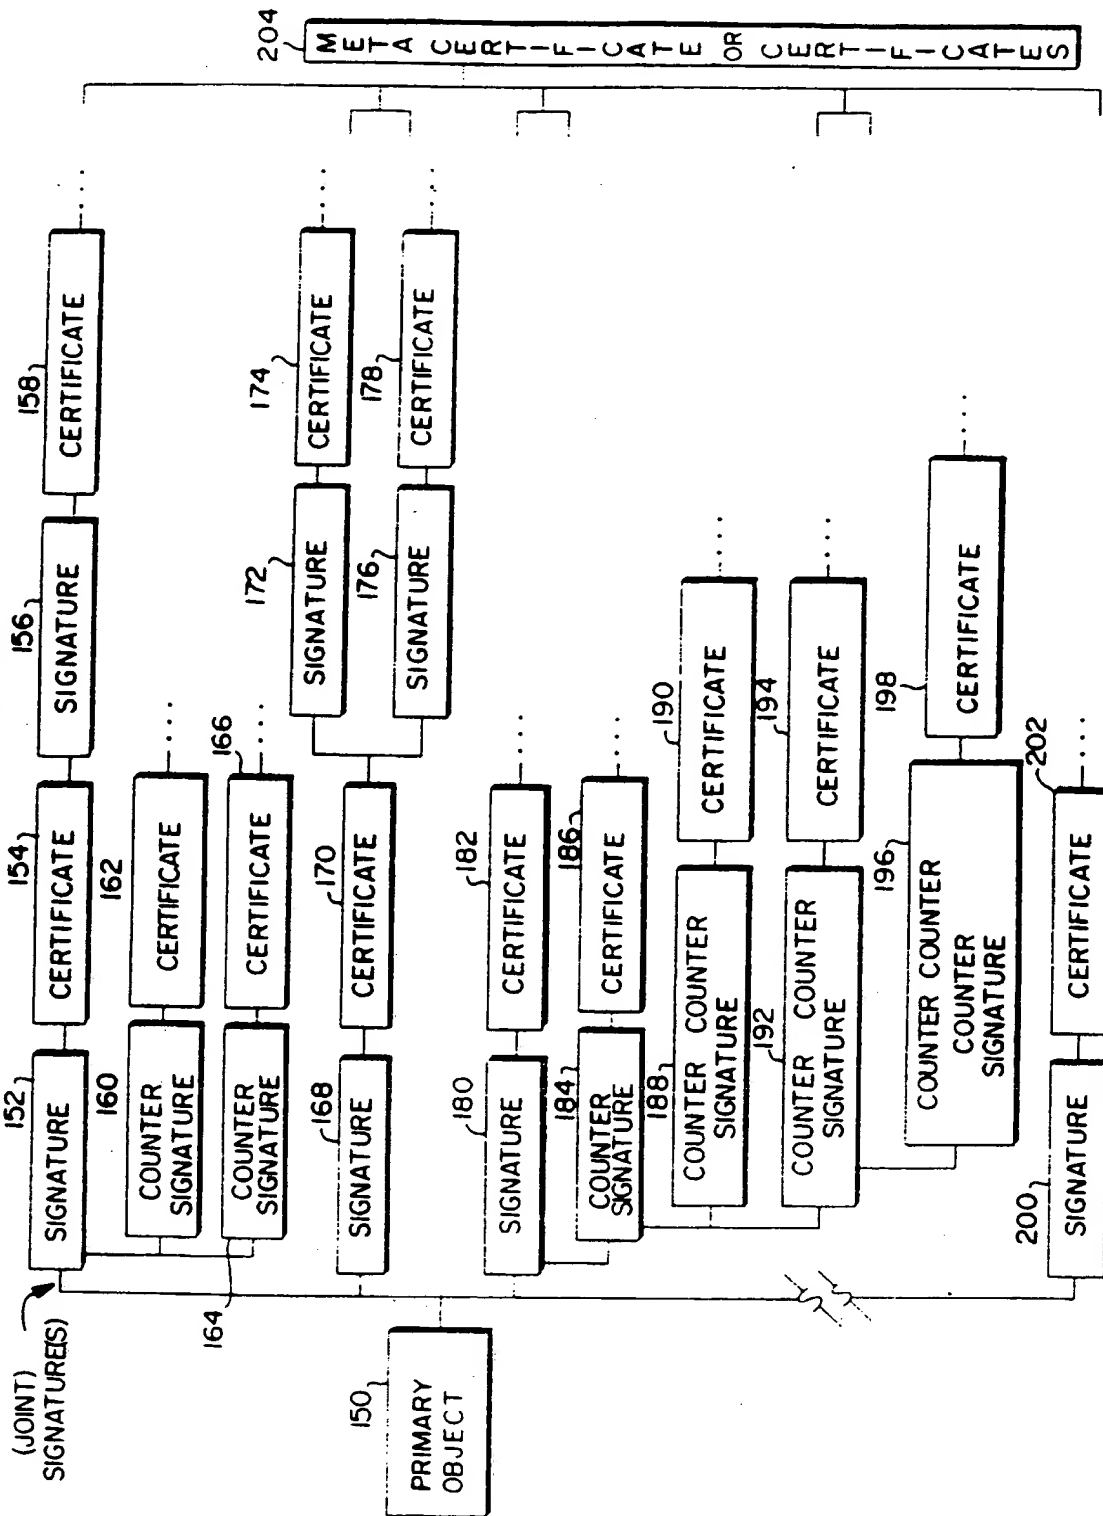 (JOINT)
SIGNATURE(S)
150
PRIMARY
OBJECT
152
SIGNATURE
154
CERTIFICATE
156
SIGNATURE
158
CERTIFICATE
....
160
COUNTER
SIGNATURE
162
CERTIFICATE
....
164
COUNTER
SIGNATURE
166
CERTIFICATE
....
168
SIGNATURE
170
CERTIFICATE
172
SIGNATURE
174
CERTIFICATE
....
176
SIGNATURE
178
CERTIFICATE
....
180
SIGNATURE
182
CERTIFICATE
....
184
COUNTER
SIGNATURE
186
CERTIFICATE
....
188
COUNTER COUNTER
SIGNATURE
190
CERTIFICATE
....
192
COUNTER COUNTER
SIGNATURE
194
CERTIFICATE
....
196
COUNTER COUNTER
COUNTER
SIGNATURE
198
CERTIFICATE
....
200
SIGNATURE
202
CERTIFICATE
....
204
META CERTIFICATE OR CERTIFICATES